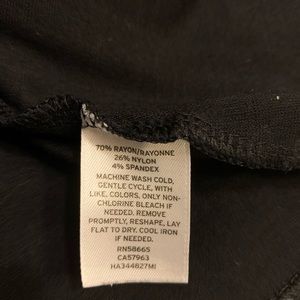 70% RAYON/RAYONNE
26% NYLON
4% SPANDEX
MACHINE WASH COLD,
GENTLE CYCLE, WITH
LIKE, COLORS, ONLY NON-
CHLORINE BLEACH IF
NEEDED. REMOVE
PROMPTLY, RESHAPE, LAY
FLAT TO DRY. COOL IRON
IF NEEDED.
RN58665
CA57963
HA344827MI